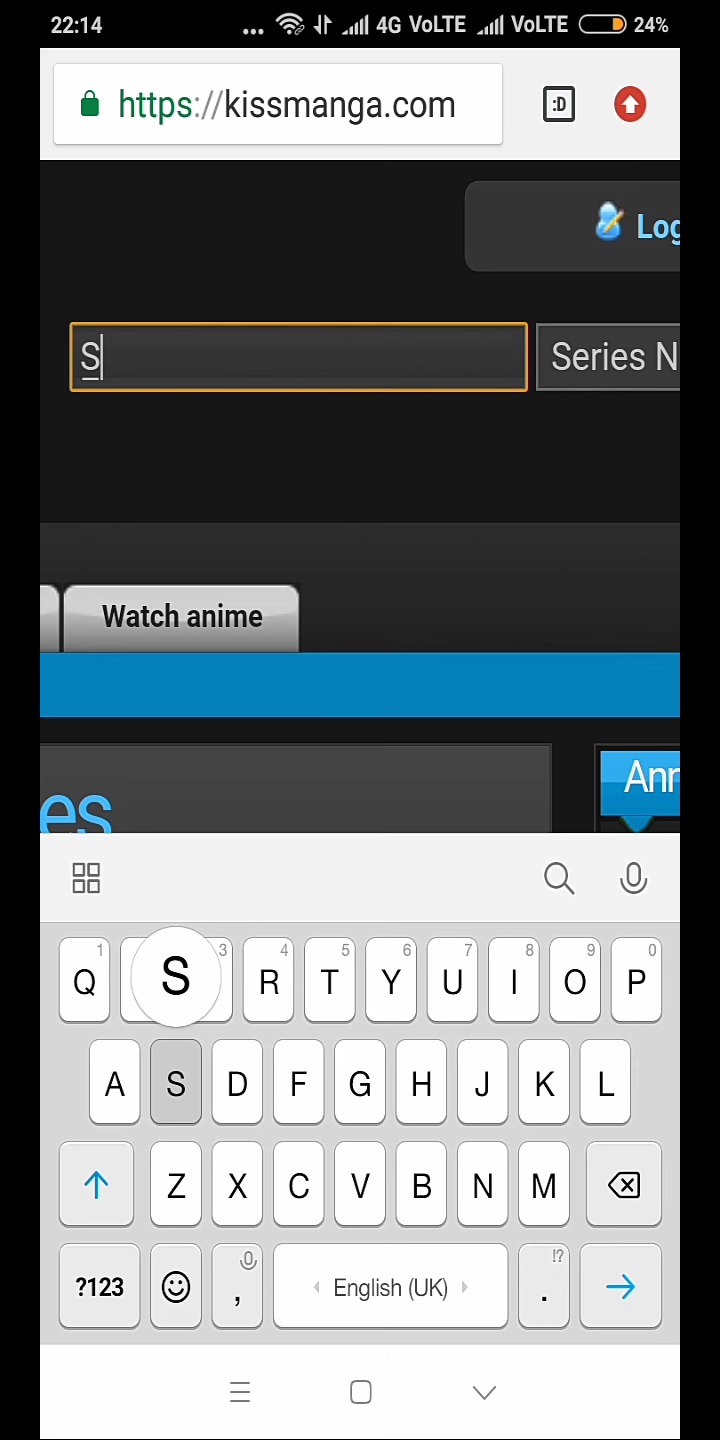 22:14 ... 4G VoLTE VoLTE 24%
https://kissmanga.com :D
Log
S Series N
Watch anime
es Ann
1 3 4 5 6 7 8 9 0
Q S R T Y U I O P
A S D F G H J K L
Z X C V B N M
?123 , English (UK) !? .